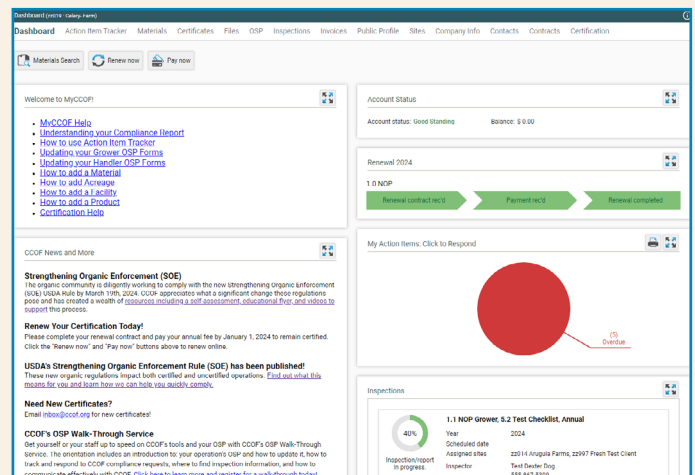 Dashboard (
Dashboard Action Item Tracker Materials Certificates Files OSP Inspections Invoices Public Profile Sites Company Info Contacts Contracts Certification
Materials Search Renew now Pay now
Welcome to MyCCOF!
MyCCOF Help
Understanding your Compliance Report
How to use Action Item Tracker
Updating your Grower OSP Forms
Updating your Handler OSP Forms
How to add a Material
How to add Acreage
How to add a Facility
How to add a Product
Certification Help
CCOF News and More
Strengthening Organic Enforcement (SOE)
The organic community is diligently working to comply with the new Strengthening Organic Enforcement
(SOE) USDA Rule by March 19th, 2024. CCOF appreciates what a significant change these regulations
pose and has created a wealth of resources including a self assessment, educational flyer, and videos to
support this process.
Renew Your Certification Today!
Please complete your renewal contract and pay your annual fee by January 1, 2024 to remain certified.
Click the "Renew now" and "Pay now" buttons above to renew online.
USDA's Strengthening Organic Enforcement Rule (SOE) has been published!
These new organic regulations impact both certified and uncertified operations. Find out what this
means for you and learn how we can help you quickly comply.
Need New Certificates?
Email inbox@ccof.org for new certificates!
CCOF's OSP Walk-Through Service
Get yourself or your staff up to speed on CCOF's tools and your OSP with CCOF's OSP Walk-Through
Service. The orientation includes an introduction to: your operation's OSP and how to update it, how to
track and respond to CCOF compliance requests, where to find inspection information, and how to
communicate effectively with CCOF. Click here to learn more and register for a walkthrough today!
Account Status
Account status: Good Standing Balance: $ 0.00
Renewal 2024
1.0 NOP
Renewal contract rec'd Payment rec'd Renewal completed
My Action Items: Click to Respond
(5)
Overdue
Inspections
40%
Inspection/report
in progress.
1.1 NOP Grower, 5.2 Test Checklist, Annual
Year 2024
Scheduled date
Assigned sites zz014 Arugula Farms, zz997 Fresh Test Client
Inspector Test Dexter Dog